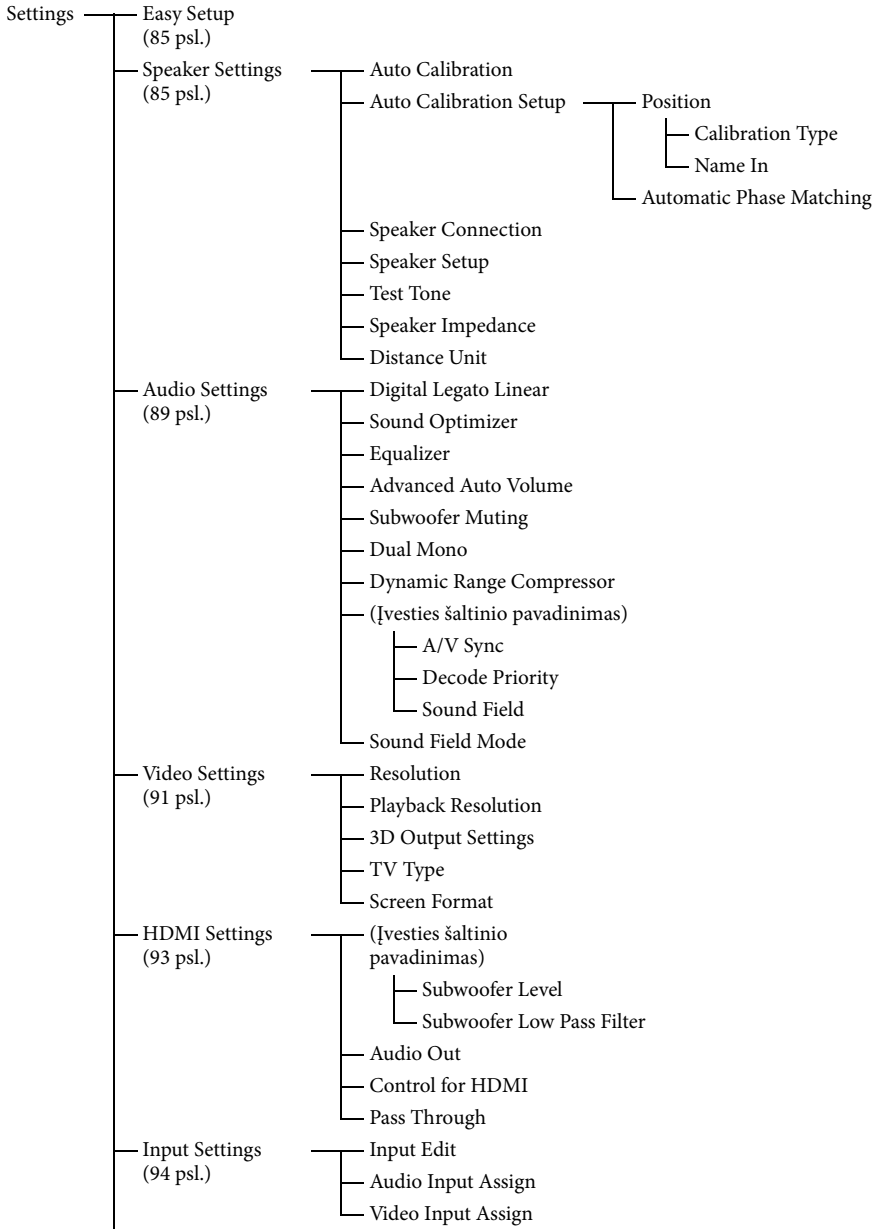 Settings
Easy Setup
(85 psl.)
Speaker Settings
(85 psl.)
Auto Calibration
Auto Calibration Setup
Position
Calibration Type
Name In
Automatic Phase Matching
Speaker Connection
Speaker Setup
Test Tone
Speaker Impedance
Distance Unit
Audio Settings
(89 psl.)
Digital Legato Linear
Sound Optimizer
Equalizer
Advanced Auto Volume
Subwoofer Muting
Dual Mono
Dynamic Range Compressor
(Įvesties šaltinio pavadinimas)
A/V Sync
Decode Priority
Sound Field
Sound Field Mode
Video Settings
(91 psl.)
Resolution
Playback Resolution
3D Output Settings
TV Type
Screen Format
HDMI Settings
(93 psl.)
(Įvesties šaltinio
pavadinimas)
Subwoofer Level
Subwoofer Low Pass Filter
Audio Out
Control for HDMI
Pass Through
Input Settings
(94 psl.)
Input Edit
Audio Input Assign
Video Input Assign